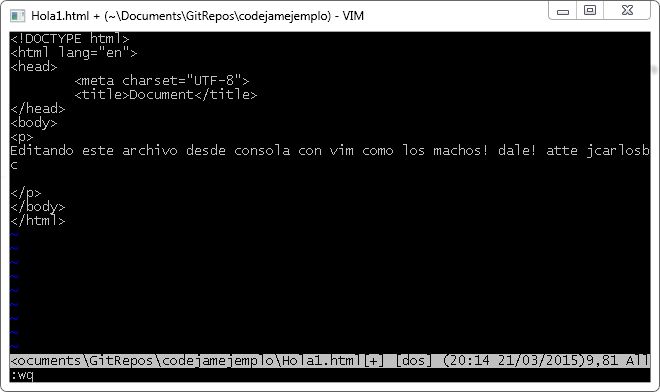 Hola1.html + (~\Documents\GitRepos\codejamejemplo) - VIM
<!DOCTYPE html>
<html lang="en">
<head>
        <meta charset="UTF-8">
        <title>Document</title>
</head>
<body>
<p>
Editando este archivo desde consola con vim como los machos! dale! atte jcarlosb
c

</p>
</body>
</html>
~
~
~
~
~
~
~
~
~
<ocuments\GitRepos\codejamejemplo\Hola1.html[+] [dos] (20:14 21/03/2015)9,81 All
:wq